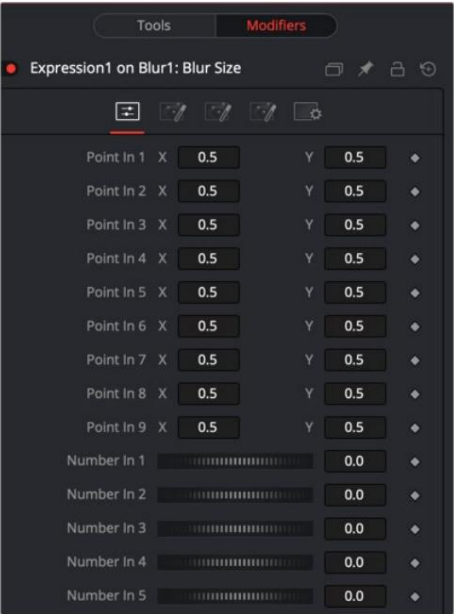 Tools Modifiers
Expression1 on Blur1: Blur Size
Point In 1 X 0.5 Y 0.5
Point In 2 X 0.5 Y 0.5
Point In 3 X 0.5 Y 0.5
Point In 4 X 0.5 Y 0.5
Point In 5 X 0.5 Y 0.5
Point In 6 X 0.5 Y 0.5
Point In 7 X 0.5 Y 0.5
Point In 8 X 0.5 Y 0.5
Point In 9 X 0.5 Y 0.5
Number In 1 0.0
Number In 2 0.0
Number In 3 0.0
Number In 4 0.0
Number In 5 0.0